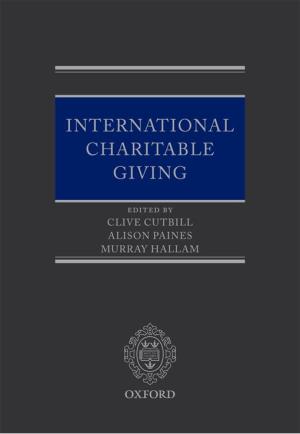 INTERNATIONAL
CHARITABLE
GIVING
EDITED BY
CLIVE CUTBILL
ALISON PAINES
MURRAY HALLAM
OXFORD